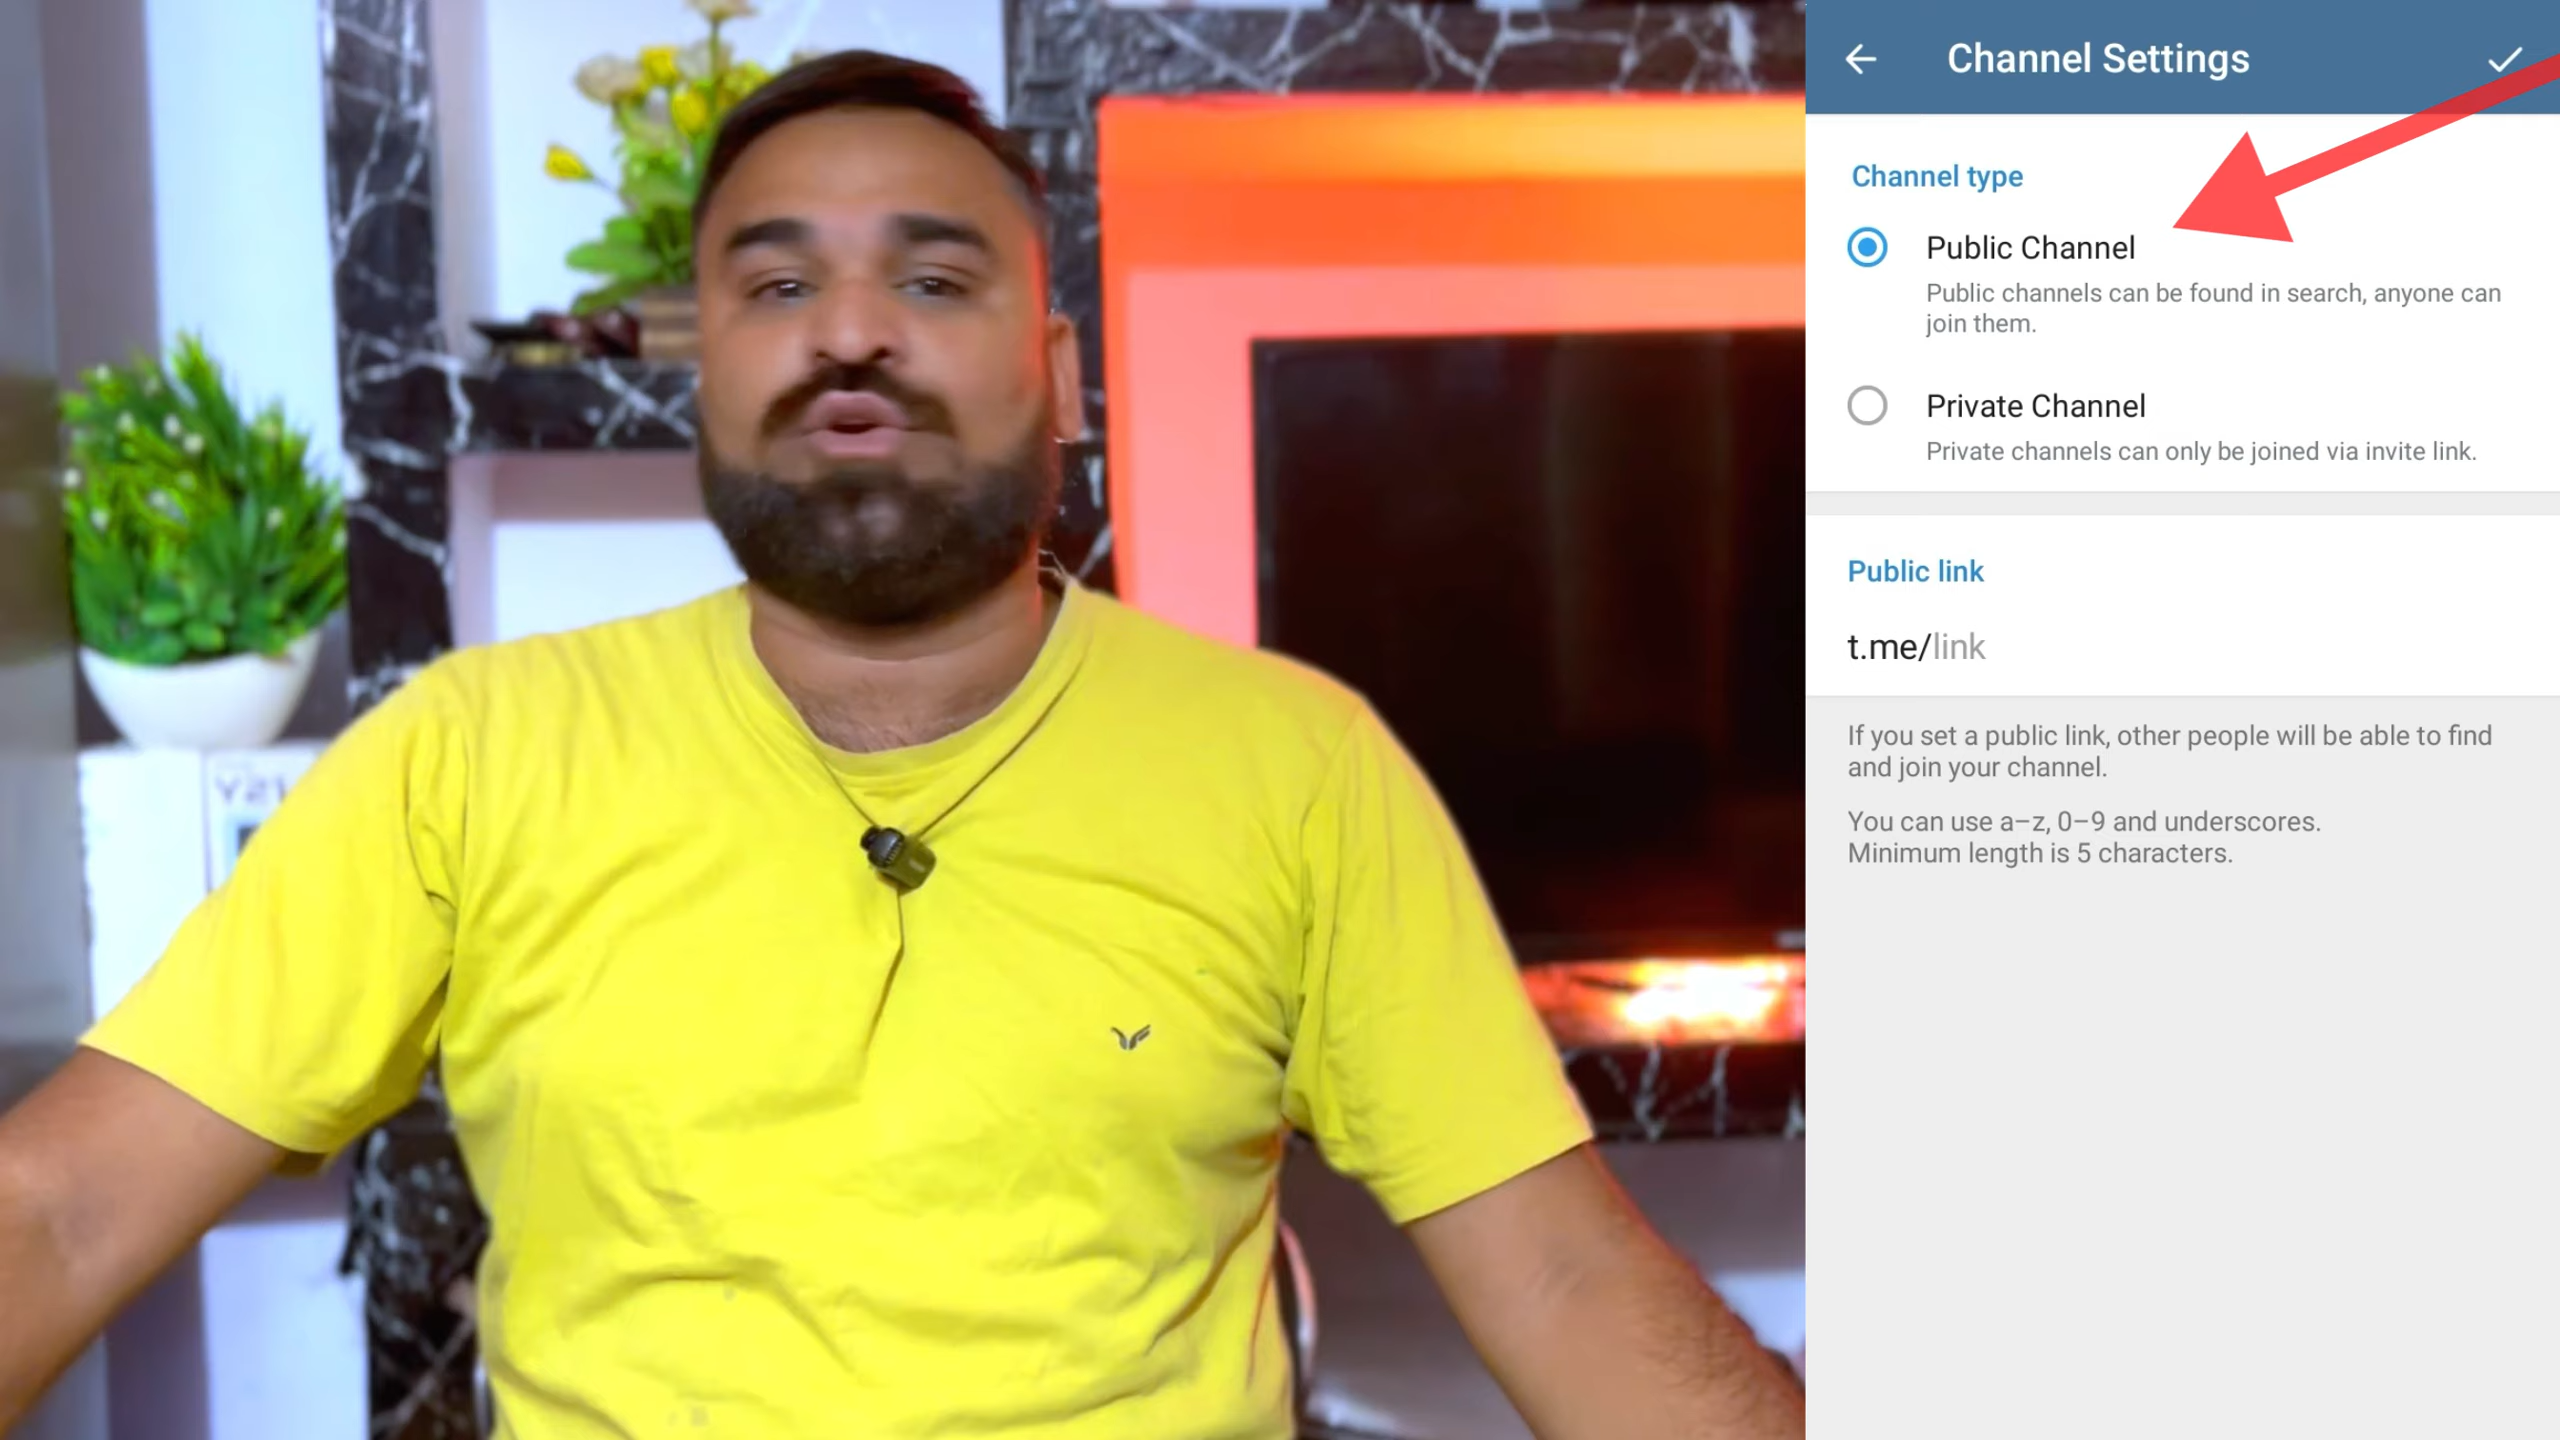 Channel Settings
Channel type
Public Channel
Public channels can be found in search, anyone can
join them.
Private Channel
Private channels can only be joined via invite link.
Public link
t.me/link
If you set a public link, other people will be able to find
and join your channel.
You can use a–z, 0–9 and underscores.
Minimum length is 5 characters.